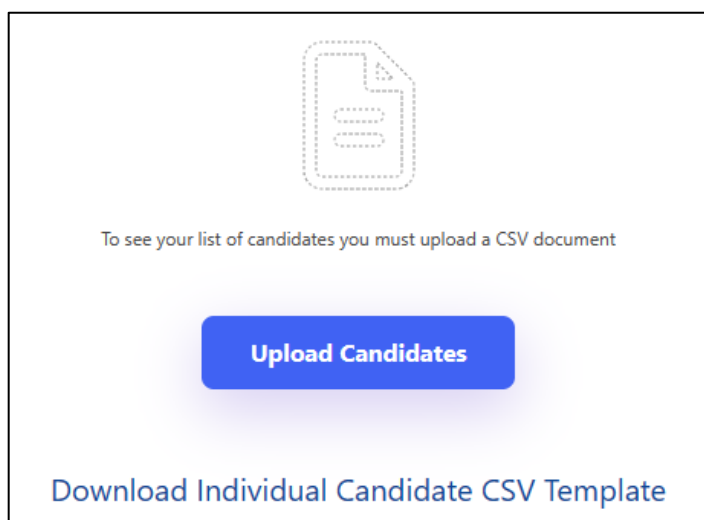 To see your list of candidates you must upload a CSV document
Upload Candidates
Download Individual Candidate CSV Template